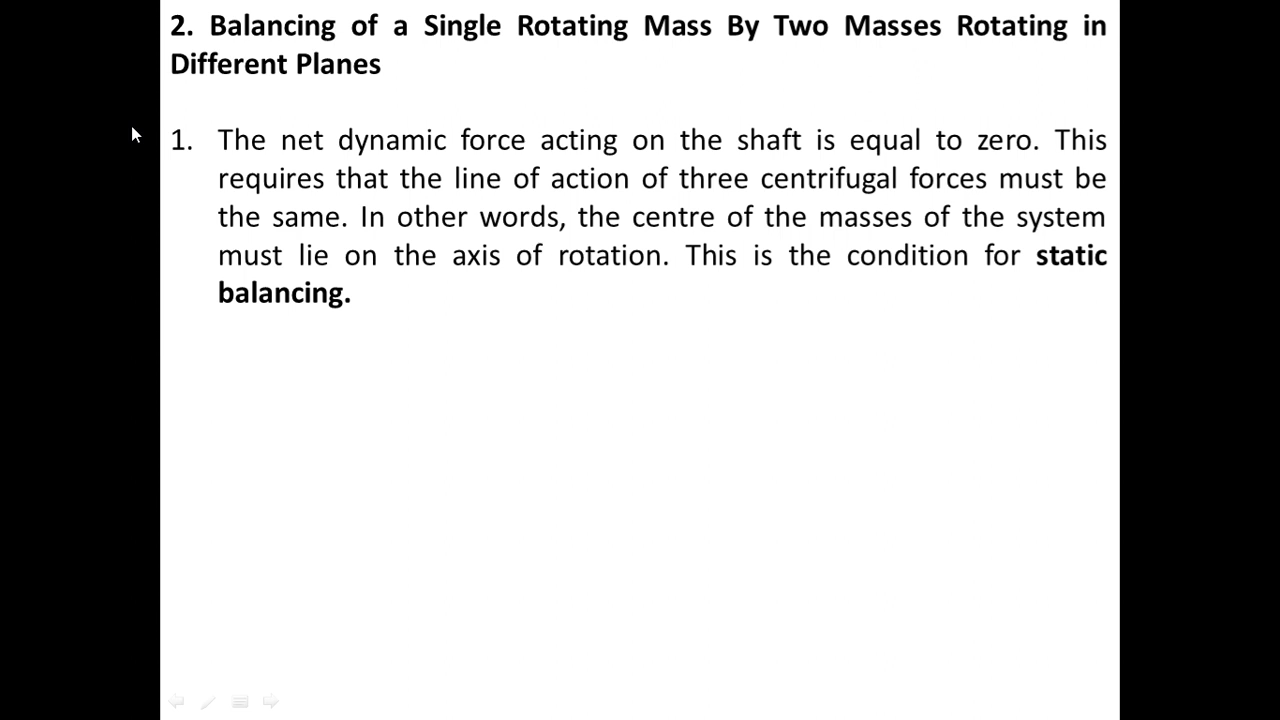 2. Balancing of a Single Rotating Mass By Two Masses Rotating in
Different Planes
1. The net dynamic force acting on the shaft is equal to zero. This
requires that the line of action of three centrifugal forces must be
the same. In other words, the centre of the masses of the system
must lie on the axis of rotation. This is the condition for static
balancing.